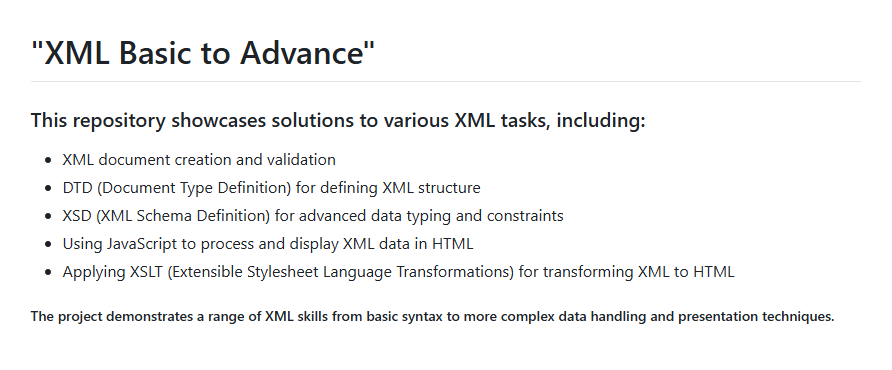 "XML Basic to Advance"
This repository showcases solutions to various XML tasks, including:
XML document creation and validation
DTD (Document Type Definition) for defining XML structure
XSD (XML Schema Definition) for advanced data typing and constraints
Using JavaScript to process and display XML data in HTML
Applying XSLT (Extensible Stylesheet Language Transformations) for transforming XML to HTML
The project demonstrates a range of XML skills from basic syntax to more complex data handling and presentation techniques.